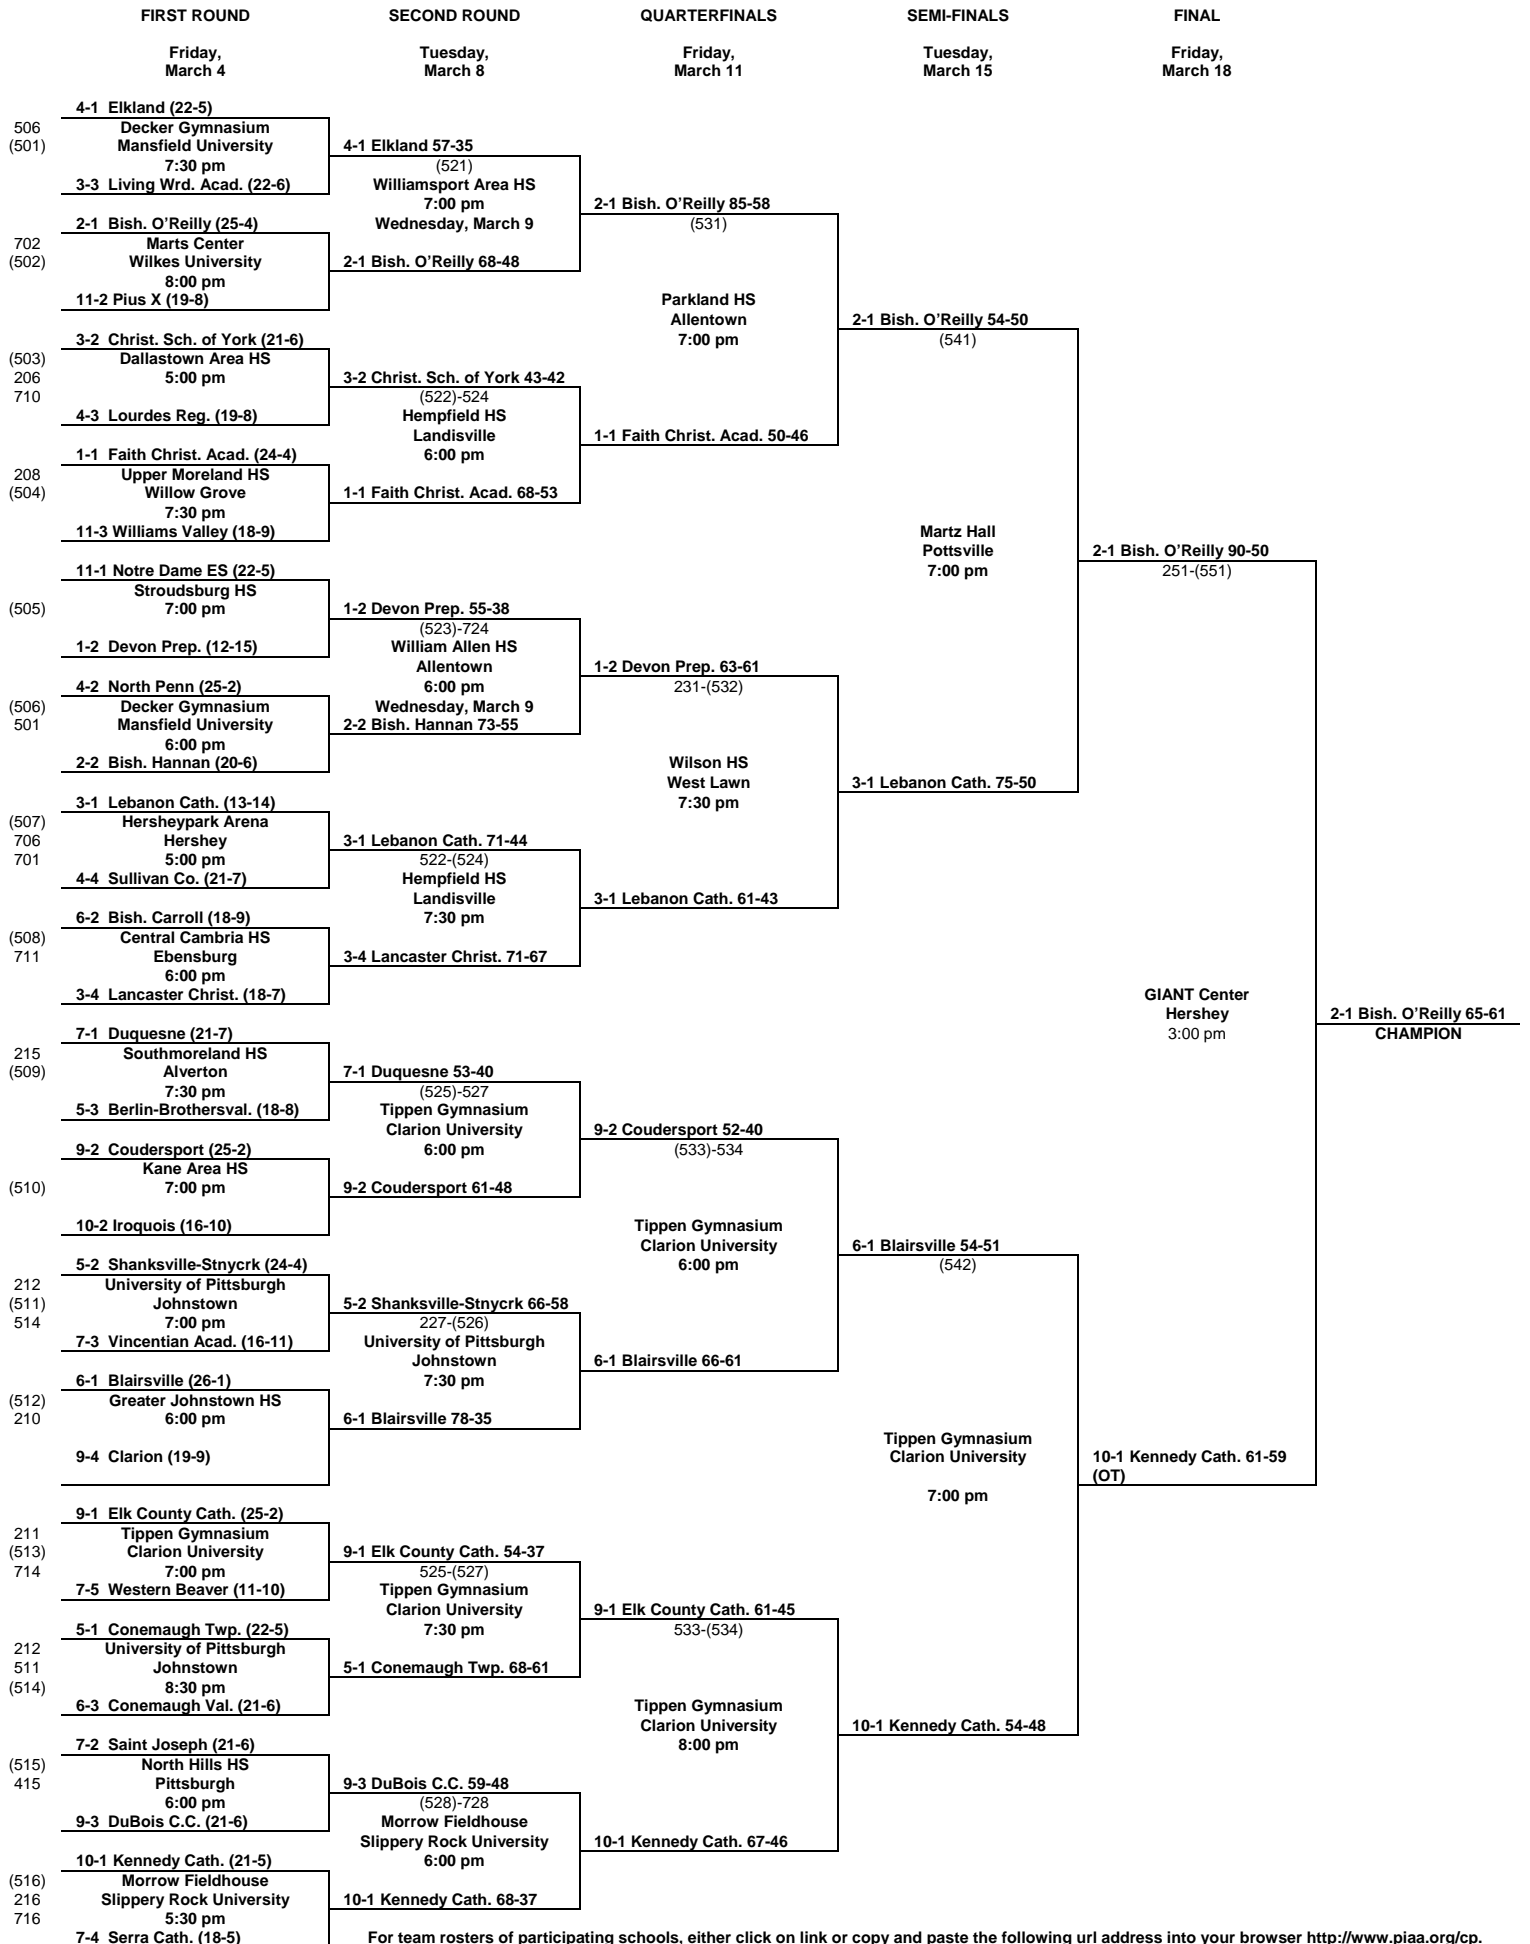 FIRST ROUND SECOND ROUND QUARTERFINALS SEMI-FINALS FINAL
Friday, Tuesday, Friday, Tuesday, Friday,
March 4 March 8 March 11 March 15 March 18
4-1 Elkland (22-5)
506 Decker Gymnasium
(501) Mansfield University 4-1 Elkland 57-35
7:30 pm (521)
3-3 Living Wrd. Acad. (22-6) Williamsport Area HS
7:00 pm 2-1 Bish. O'Reilly 85-58
2-1 Bish. O'Reilly (25-4) Wednesday, March 9 (531)
702 Marts Center
(502) Wilkes University 2-1 Bish. O'Reilly 68-48
8:00 pm
11-2 Pius X (19-8) Parkland HS
Allentown 2-1 Bish. O'Reilly 54-50
3-2 Christ. Sch. of York (21-6) 7:00 pm (541)
(503) Dallastown Area HS
206 5:00 pm 3-2 Christ. Sch. of York 43-42
710 (522)-524
4-3 Lourdes Reg. (19-8) Hempfield HS
Landisville 1-1 Faith Christ. Acad. 50-46
1-1 Faith Christ. Acad. (24-4) 6:00 pm
208 Upper Moreland HS
(504) Willow Grove 1-1 Faith Christ. Acad. 68-53
7:30 pm
11-3 Williams Valley (18-9) Martz Hall
Pottsville 2-1 Bish. O'Reilly 90-50
11-1 Notre Dame ES (22-5) 7:00 pm 251-(551)
Stroudsburg HS
(505) 7:00 pm 1-2 Devon Prep. 55-38
(523)-724
1-2 Devon Prep. (12-15) William Allen HS
Allentown 1-2 Devon Prep. 63-61
4-2 North Penn (25-2) 6:00 pm 231-(532)
(506) Decker Gymnasium Wednesday, March 9
501 Mansfield University 2-2 Bish. Hannan 73-55
6:00 pm
2-2 Bish. Hannan (20-6) Wilson HS
West Lawn 3-1 Lebanon Cath. 75-50
3-1 Lebanon Cath. (13-14) 7:30 pm
(507) Hersheypark Arena
706 Hershey 3-1 Lebanon Cath. 71-44
701 5:00 pm 522-(524)
4-4 Sullivan Co. (21-7) Hempfield HS
Landisville 3-1 Lebanon Cath. 61-43
6-2 Bish. Carroll (18-9) 7:30 pm
(508) Central Cambria HS
711 Ebensburg 3-4 Lancaster Christ. 71-67
6:00 pm
3-4 Lancaster Christ. (18-7) GIANT Center
Hershey 2-1 Bish. O'Reilly 65-61
7-1 Duquesne (21-7) 3:00 pm CHAMPION
215 Southmoreland HS
(509) Alverton 7-1 Duquesne 53-40
7:30 pm (525)-527
5-3 Berlin-Brothersval. (18-8) Tippen Gymnasium
Clarion University 9-2 Coudersport 52-40
9-2 Coudersport (25-2) 6:00 pm (533)-534
Kane Area HS
(510) 7:00 pm 9-2 Coudersport 61-48
10-2 Iroquois (16-10) Tippen Gymnasium
Clarion University 6-1 Blairsville 54-51
5-2 Shanksville-Stnycrk (24-4) 6:00 pm (542)
212 University of Pittsburgh
(511) Johnstown 5-2 Shanksville-Stnycrk 66-58
514 7:00 pm 227-(526)
7-3 Vincentian Acad. (16-11) University of Pittsburgh
Johnstown 6-1 Blairsville 66-61
6-1 Blairsville (26-1) 7:30 pm
(512) Greater Johnstown HS
210 6:00 pm 6-1 Blairsville 78-35
Tippen Gymnasium
9-4 Clarion (19-9) Clarion University 10-1 Kennedy Cath. 61-59
(OT)
7:00 pm
9-1 Elk County Cath. (25-2)
211 Tippen Gymnasium
(513) Clarion University 9-1 Elk County Cath. 54-37
714 7:00 pm 525-(527)
7-5 Western Beaver (11-10) Tippen Gymnasium
Clarion University 9-1 Elk County Cath. 61-45
5-1 Conemaugh Twp. (22-5) 7:30 pm 533-(534)
212 University of Pittsburgh
511 Johnstown 5-1 Conemaugh Twp. 68-61
(514) 8:30 pm
6-3 Conemaugh Val. (21-6) Tippen Gymnasium
Clarion University 10-1 Kennedy Cath. 54-48
7-2 Saint Joseph (21-6) 8:00 pm
(515) North Hills HS
415 Pittsburgh 9-3 DuBois C.C. 59-48
6:00 pm (528)-728
9-3 DuBois C.C. (21-6) Morrow Fieldhouse
Slippery Rock University 10-1 Kennedy Cath. 67-46
10-1 Kennedy Cath. (21-5) 6:00 pm
(516) Morrow Fieldhouse
216 Slippery Rock University 10-1 Kennedy Cath. 68-37
716 5:30 pm
7-4 Serra Cath. (18-5) For team rosters of participating schools, either click on link or copy and paste the following url address into your browser http://www.piaa.org/cp.